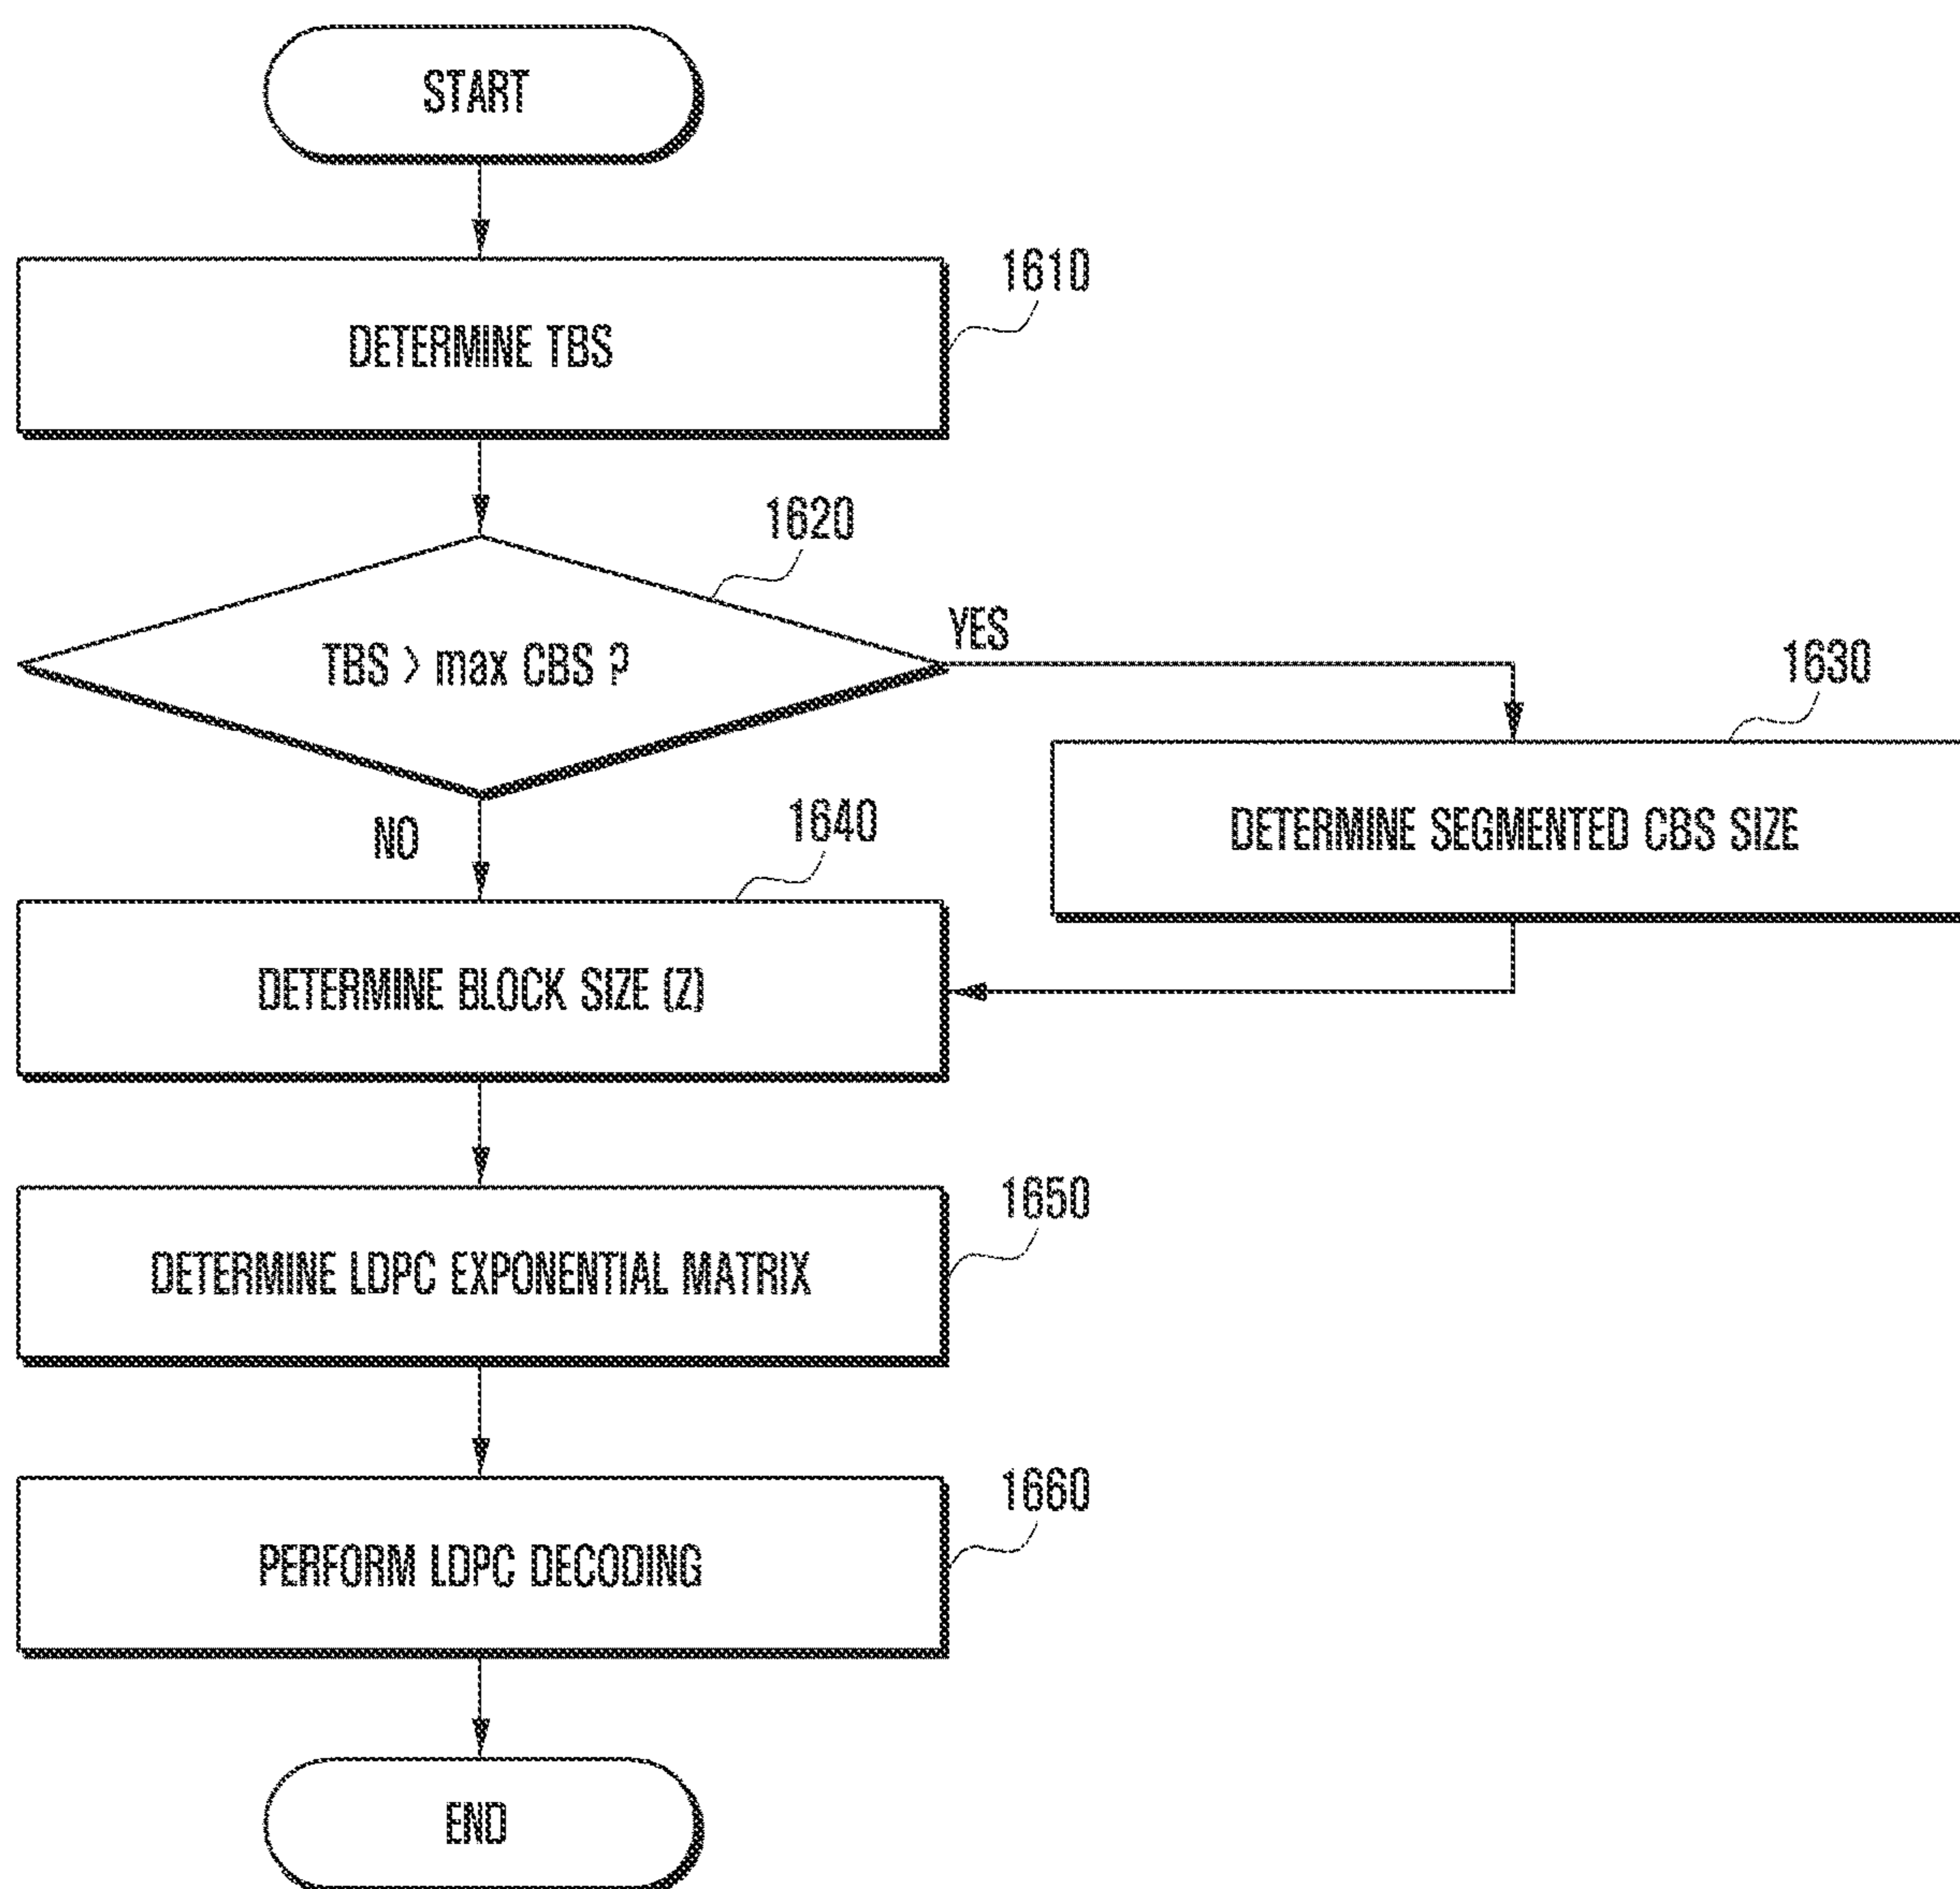 START
1610
DETERMINE TBS
1620
TBS > max CBS ?
YES
1630
DETERMINE SEGMENTED CBS SIZE
NO
1640
DETERMINE BLOCK SIZE (Z)
1650
DETERMINE LDPC EXPONENTIAL MATRIX
1660
PERFORM LDPC DECODING
END